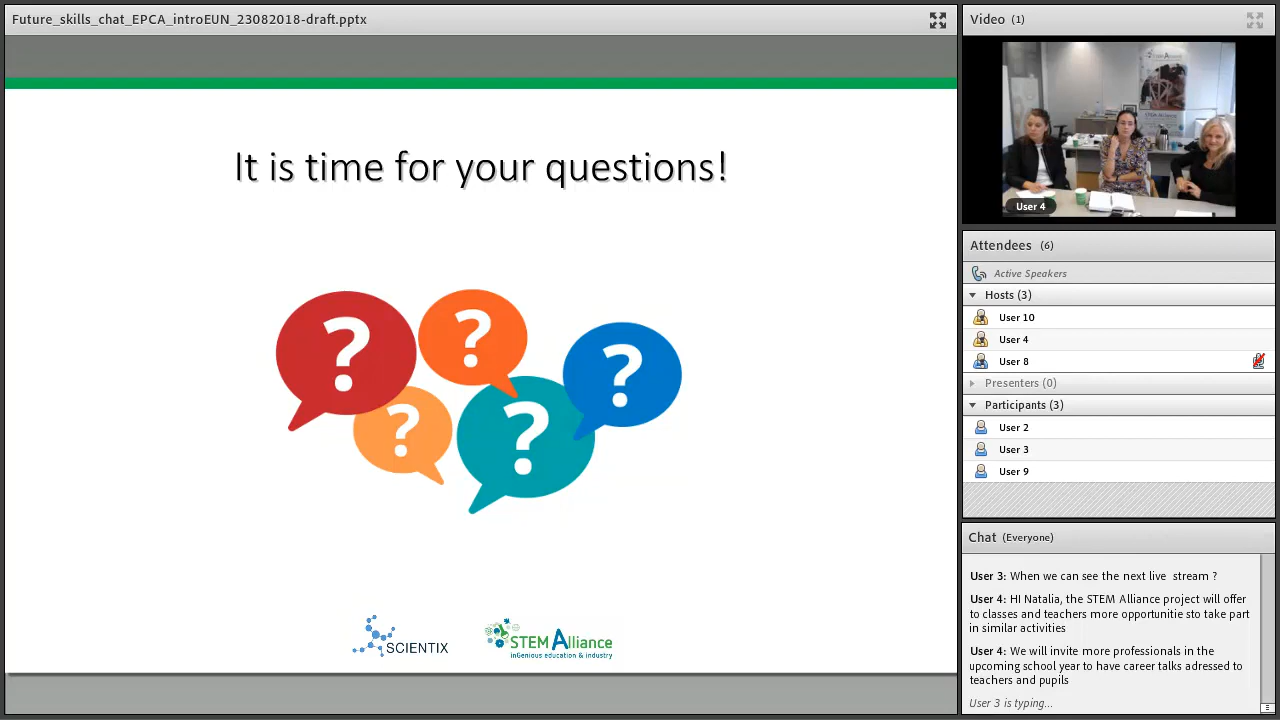 Future_skills_chat_EPCA_introEUN_23082018-draft.pptx
It is time for your questions!
?
?
?
?
?
SCIENTIX
STEM Alliance
inGenious education & industry
Video (1)
STEM Alliance
User 4
Attendees (6)
Active Speakers
Hosts (3)
User 10
User 4
User 8
Presenters (0)
Participants (3)
User 2
User 3
User 9
Chat (Everyone)
User 3: When we can see the next live stream ?
User 4: HI Natalia, the STEM Alliance project will offer
to classes and teachers more opportunitie sto take part
in similar activities
User 4: We will invite more professionals in the
upcoming school year to have career talks adressed to
teachers and pupils
User 3 is typing...